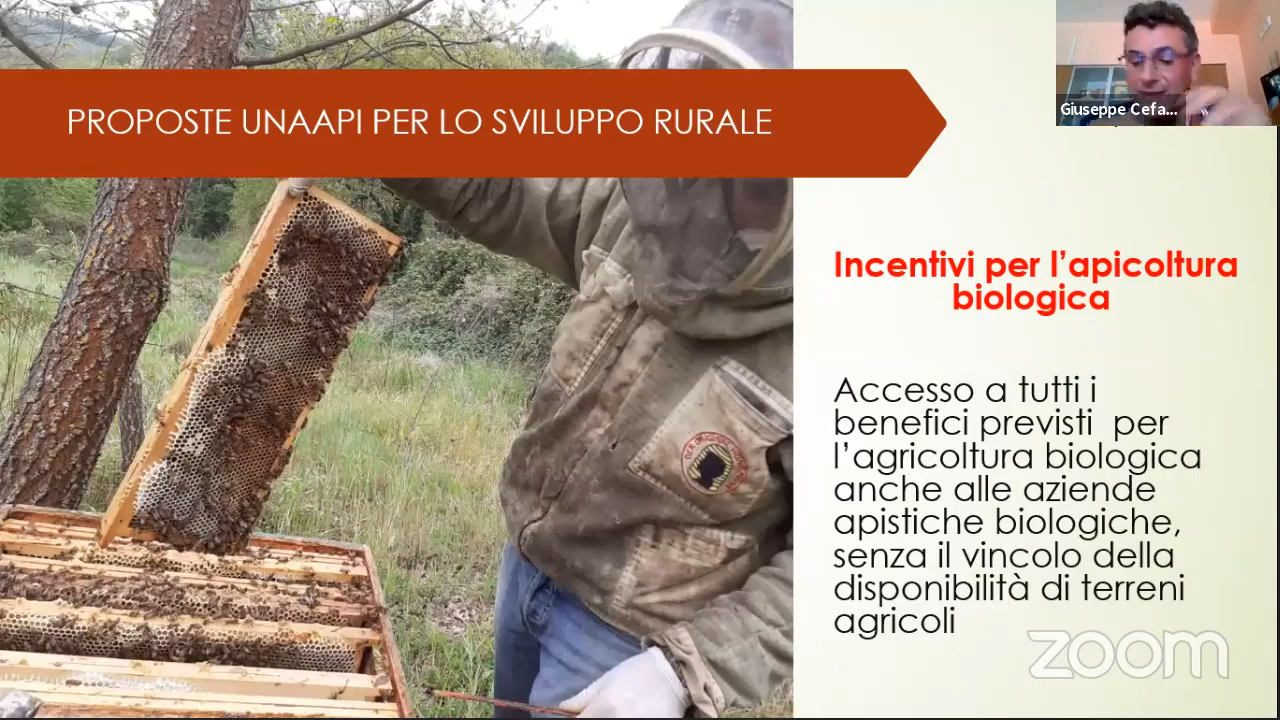 PROPOSTE UNAAPI PER LO SVILUPPO RURALE
Giuseppe Cefa...
Incentivi per l’apicoltura
biologica
Accesso a tutti i
benefici previsti  per
l’agricoltura biologica
anche alle aziende
apistiche biologiche,
senza il vincolo della
disponibilità di terreni
agricoli
zoom